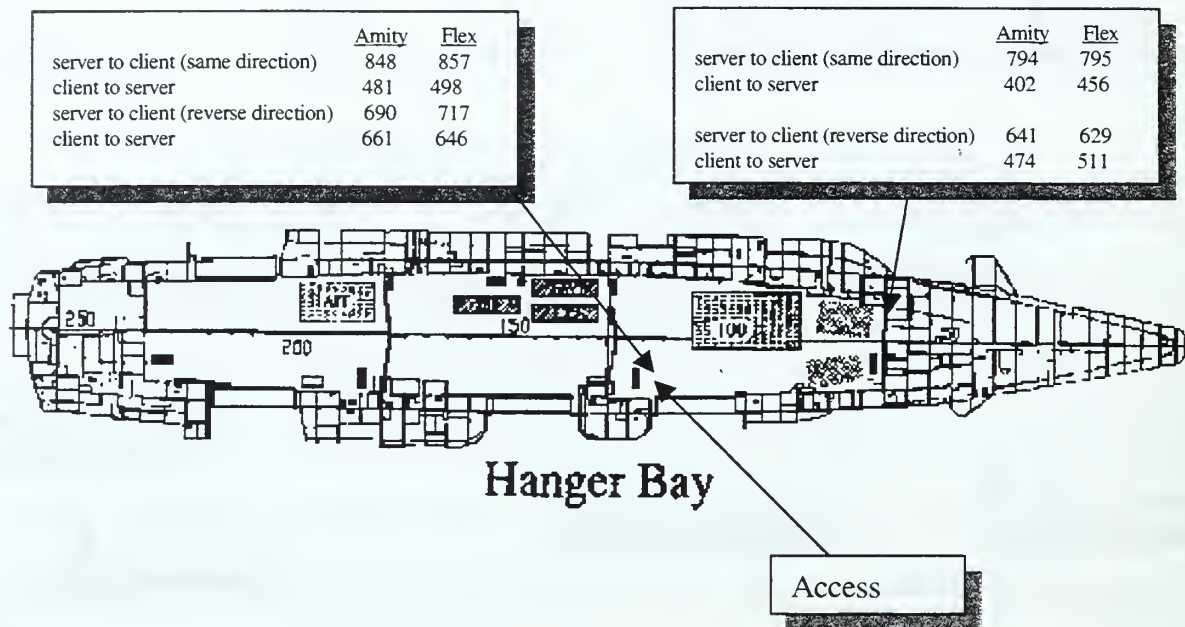 Amity Flex
server to client (same direction) 848 857
client to server 481 498
server to client (reverse direction) 690 717
client to server 661 646
Amity Flex
server to client (same direction) 794 795
client to server 402 456
server to client (reverse direction) 641 629
client to server 474 511
250
AFT
150
100
200
Hanger Bay
Access